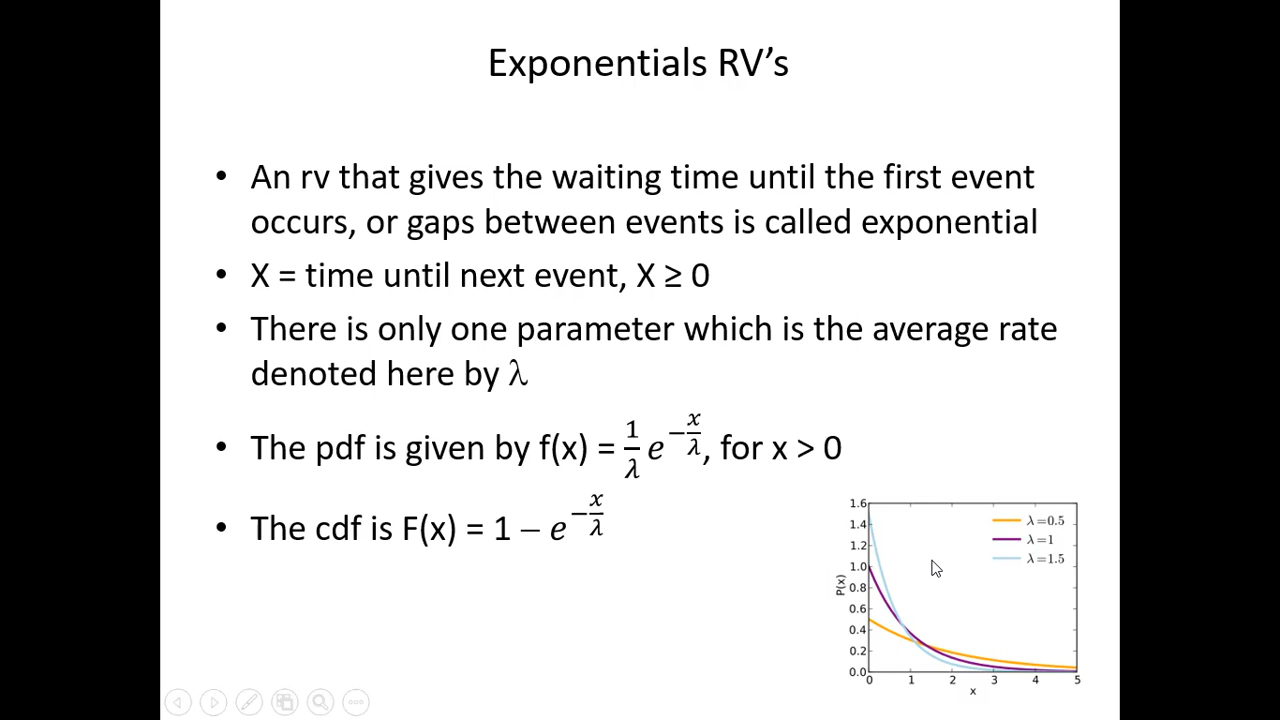 Exponentials RV’s
• An rv that gives the waiting time until the first event
occurs, or gaps between events is called exponential
• X = time until next event, X ≥ 0
• There is only one parameter which is the average rate
denoted here by λ
• The pdf is given by f(x) = 1/λ e^(−x/λ), for x > 0
• The cdf is F(x) = 1 − e^(−x/λ)
1.6
1.4
1.2
1.0
0.8
0.6
0.4
0.2
0.0
P(x)
λ=0.5
λ=1
λ=1.5
0 1 2 3 4 5
x